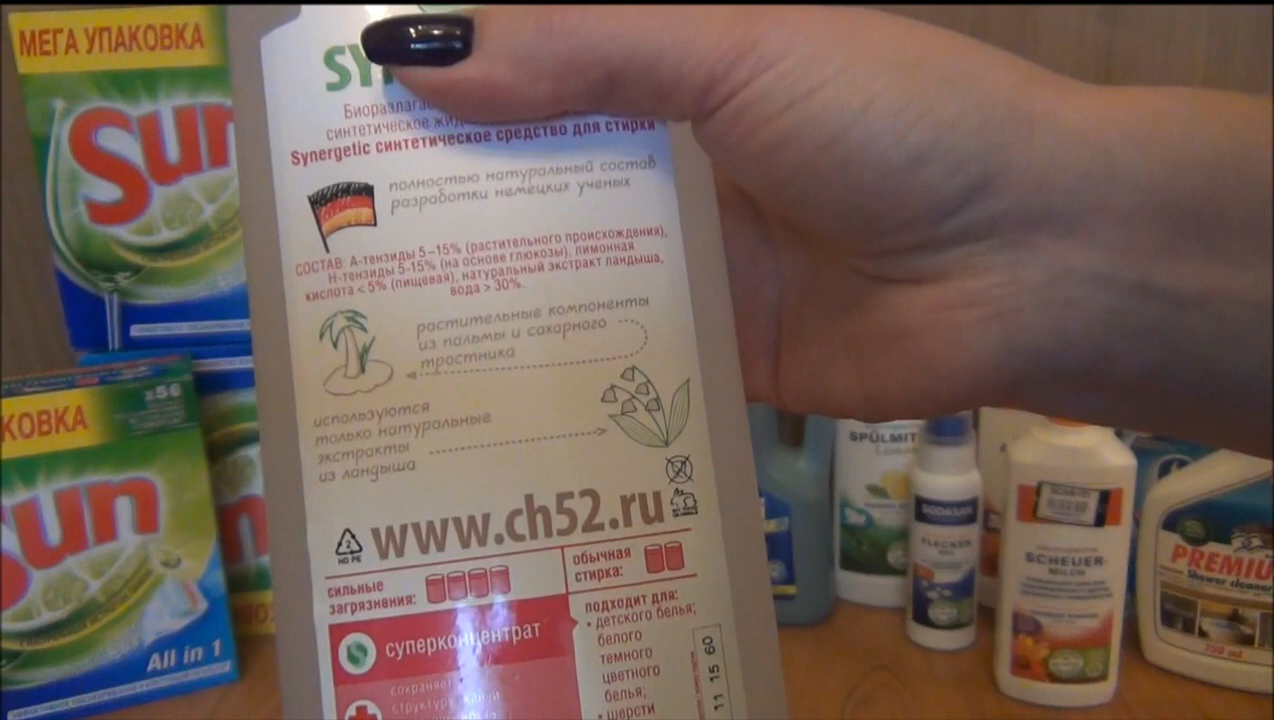 МЕГА УПАКОВКА
Sun
КОВКА
x56
Sun
All in 1
SY
Биоразлага
синтетическое
Synergetic синтетическое средство для стирки
полностью натуральный состав
разработки немецких ученых
СОСТАВ: А-тензиды 5–15% (растительного происхождения),
Н-тензиды 5-15% (на основе глюкозы), лимонная
кислота < 5% (пищевая), натуральный экстракт ландыша,
вода > 30%.
растительные компоненты
из пальмы и сахарного
тростника
используются
только натуральные
экстракты
из ландыша
2
HD PE
www.ch52.ru
сильные
загрязнения:
обычная
стирка:
суперконцентрат
сохраняет
структуру
подходит для:
• детского белья;
белого
темного
цветного
белья;
• шерсти
11 15 60
SPÜLMIT
SODASAN
FLECKEN
GEL
SCHEUER-
MILCH
PREMIU
Shower cleaner
750 ml